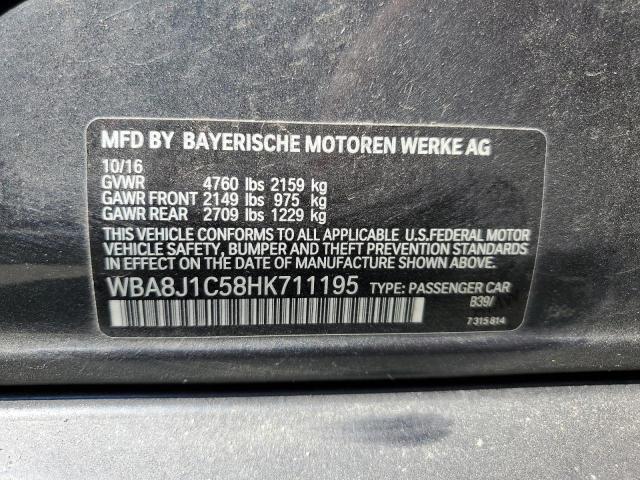 MFD BY BAYERISCHE MOTOREN WERKE AG
10/16
GVWR 4760 lbs 2159 kg
GAWR FRONT 2149 lbs 975 kg
GAWR REAR 2709 lbs 1229 kg
THIS VEHICLE CONFORMS TO ALL APPLICABLE U.S.FEDERAL MOTOR
VEHICLE SAFETY, BUMPER AND THEFT PREVENTION STANDARDS
IN EFFECT ON THE DATE OF MANUFACTURE SHOWN ABOVE.
WBA8J1C58HK711195 TYPE: PASSENGER CAR
B39/
7 315 814